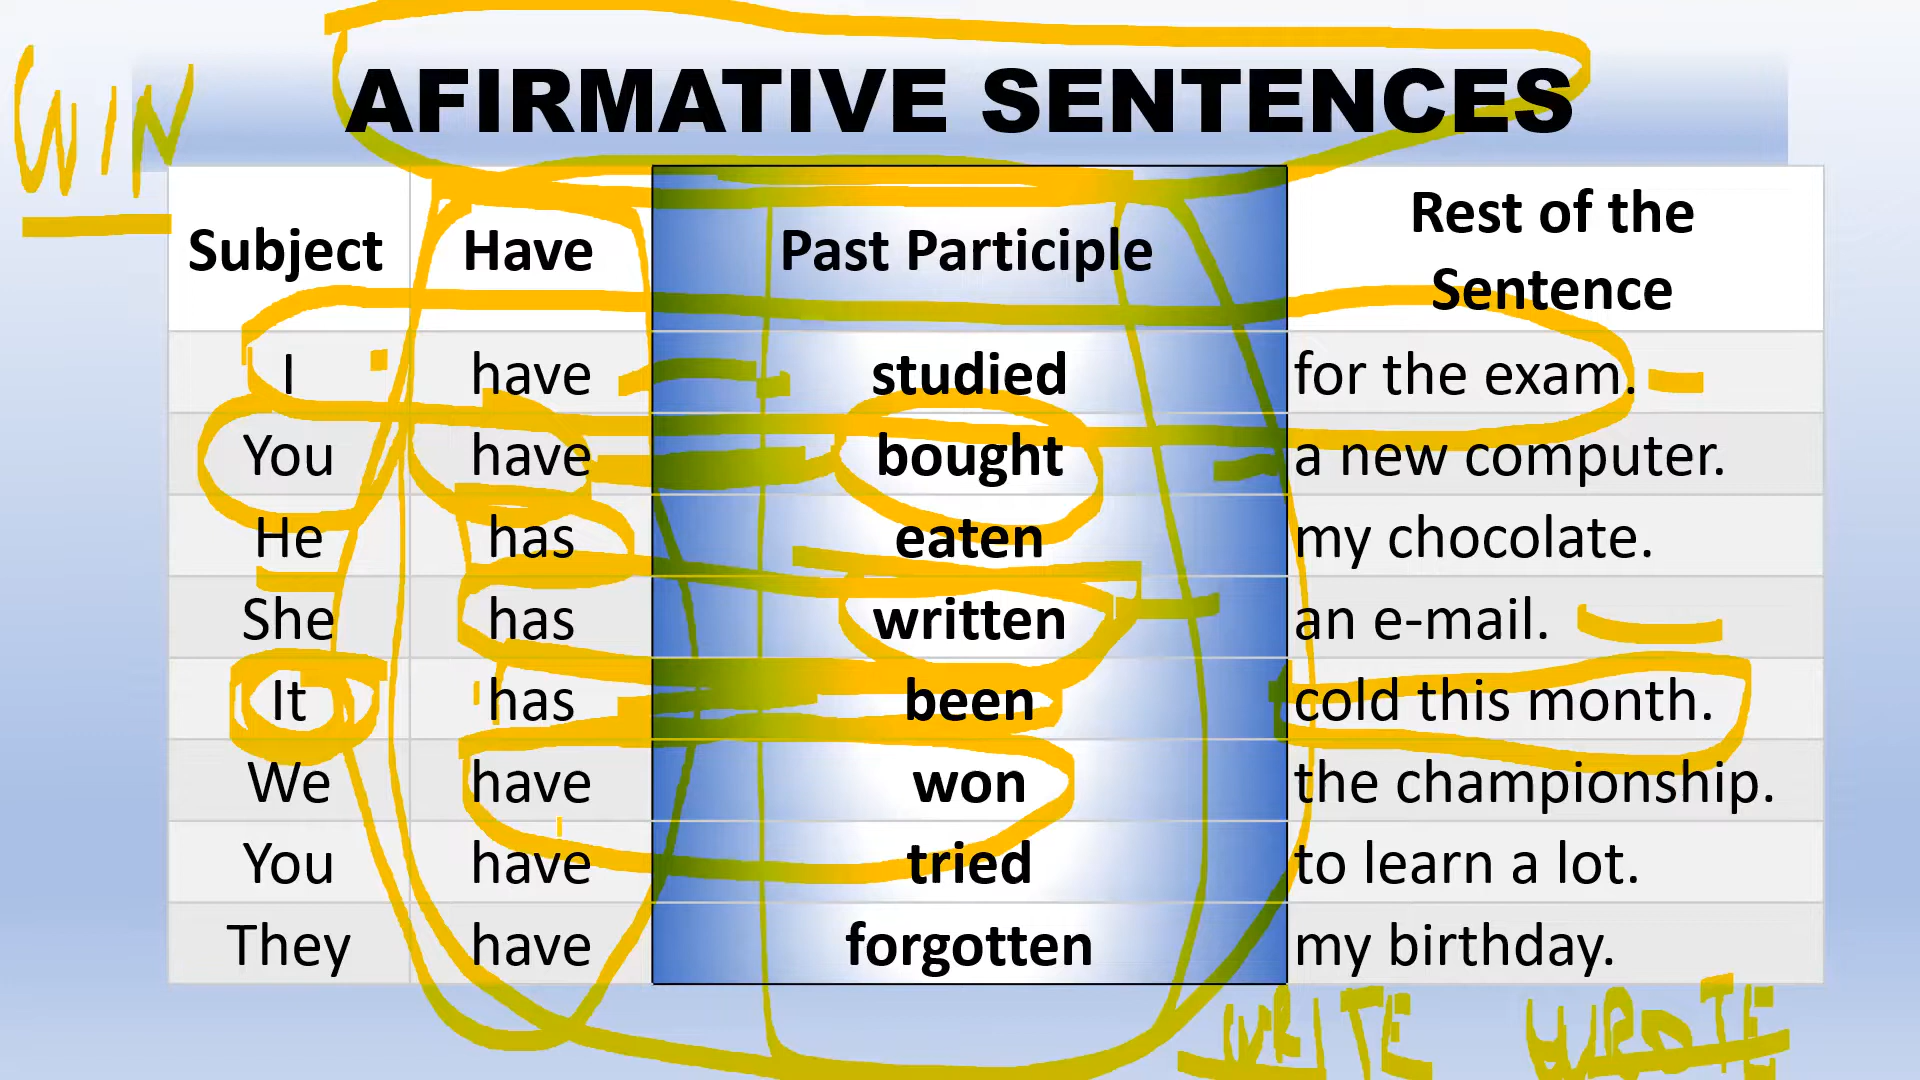 WIN
AFIRMATIVE SENTENCES
Subject Have Past Participle Rest of the Sentence
I have studied for the exam.
You have bought a new computer.
He has eaten my chocolate.
She has written an e-mail.
It has been cold this month.
We have won the championship.
You have tried to learn a lot.
They have forgotten my birthday.
WRITE WROTE